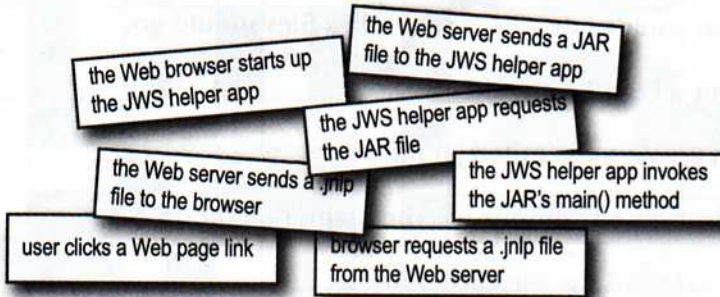 files should go.
the Web server sends a JAR
file to the JWS helper app
the Web browser starts up
the JWS helper app
the JWS helper app requests
the JAR file
the Web server sends a .jnlp
file to the browser
the JWS helper app invokes
the JAR's main() method
user clicks a Web page link
browser requests a .jnlp file
from the Web server